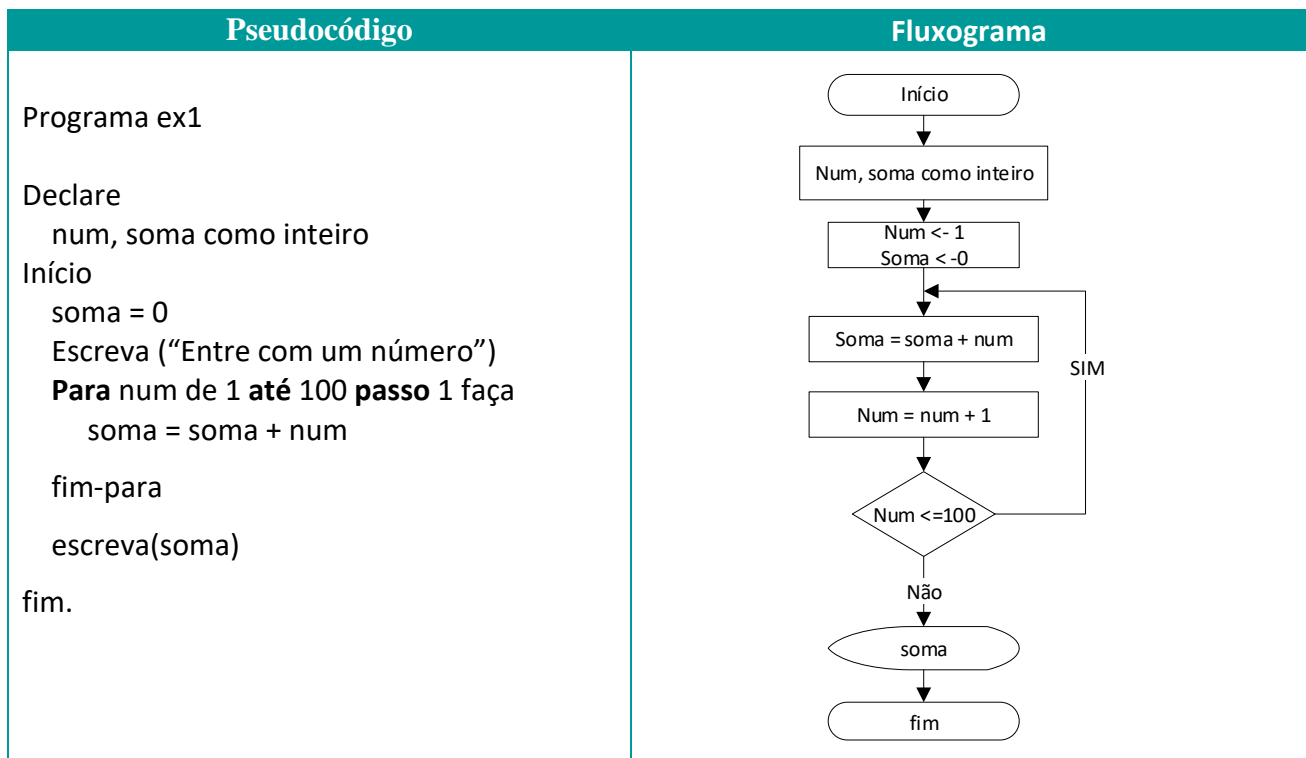 Pseudocódigo
Fluxograma
Programa ex1
Declare
num, soma como inteiro
Início
soma = 0
Escreva (“Entre com um número”)
Para num de 1 até 100 passo 1 faça
soma = soma + num
fim-para
escreva(soma)
fim.
Início
Num, soma como inteiro
Num <- 1
Soma < -0
Soma = soma + num
SIM
Num = num + 1
Num <=100
Não
soma
fim